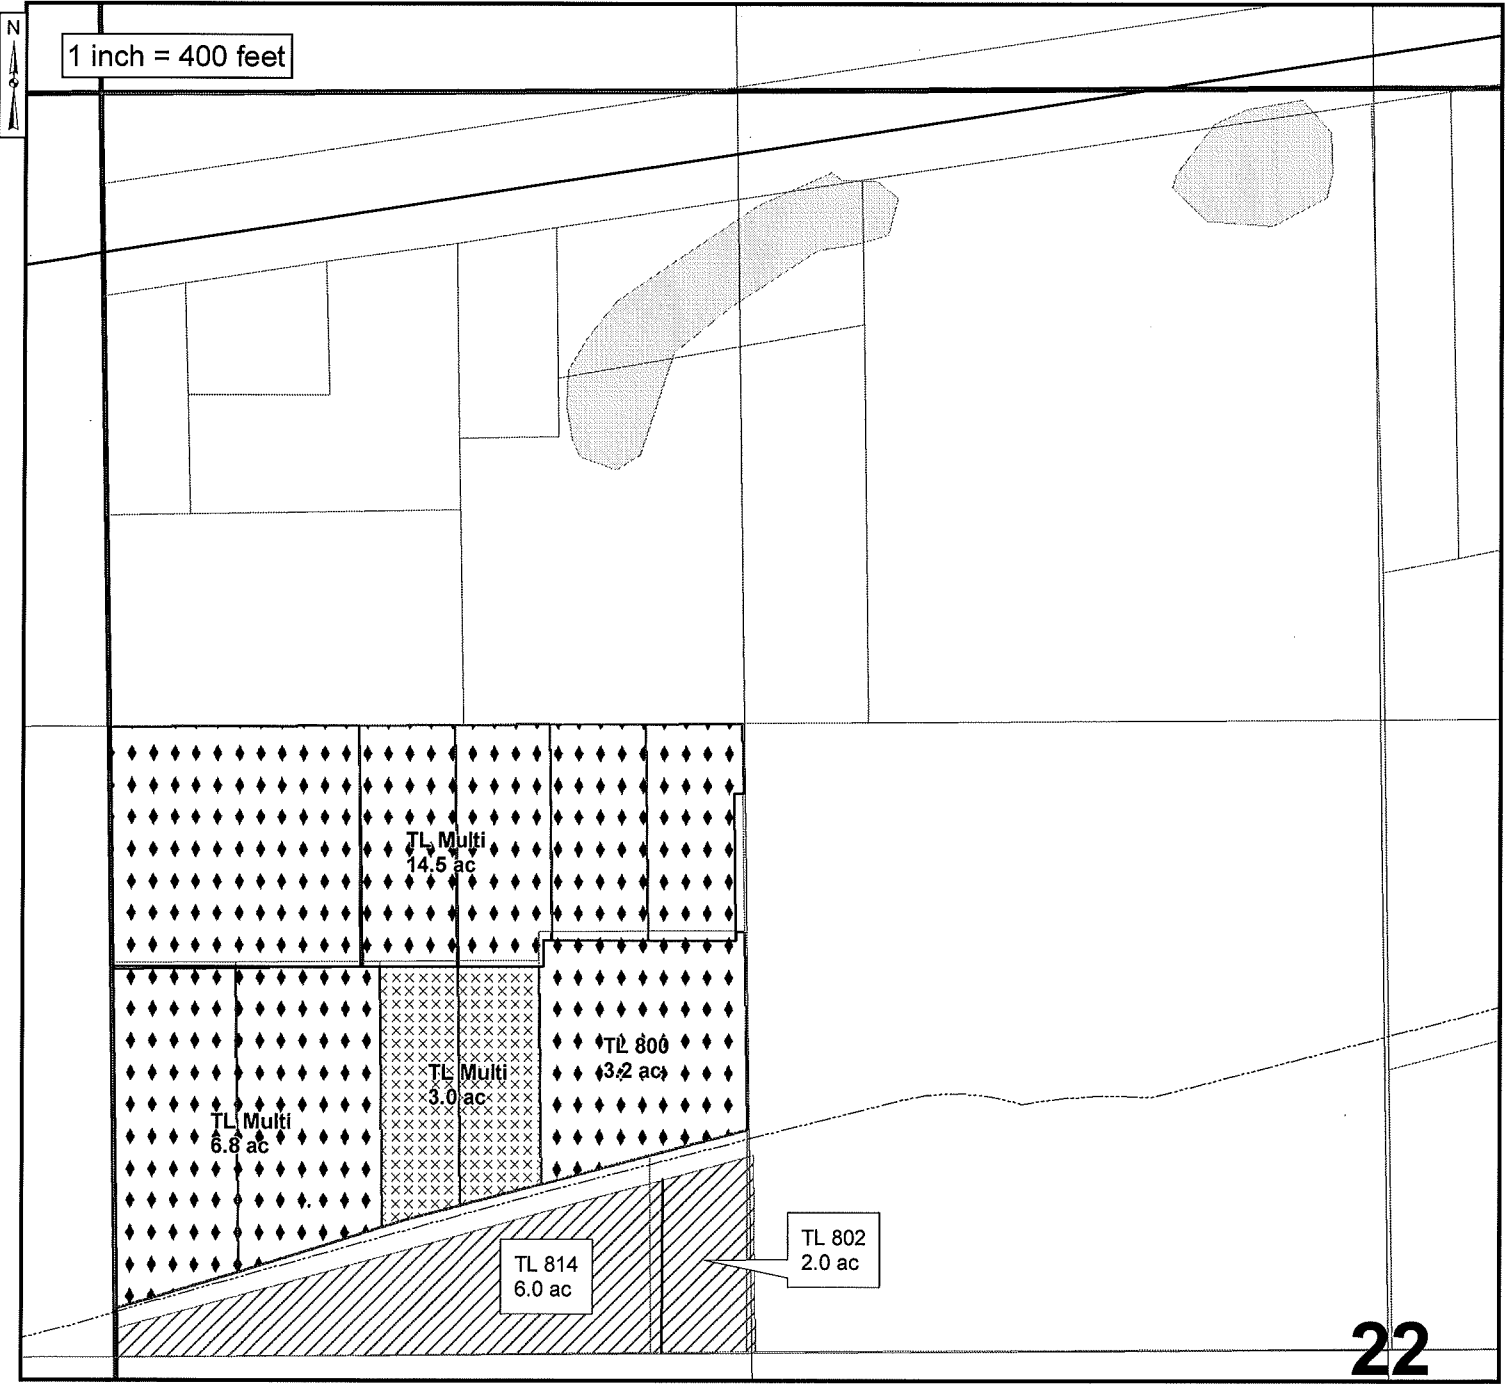 N
1 inch = 400 feet
TL Multi
14.5 ac
TL 800
3.2 ac
TL Multi
3.0 ac
TL Multi
6.8 ac
TL 802
2.0 ac
TL 814
6.0 ac
22